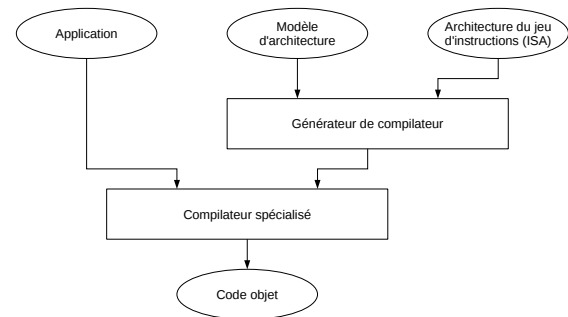 Application
Modèle
d'architecture
Architecture du jeu
d'instructions (ISA)
Générateur de compilateur
Compilateur spécialisé
Code objet